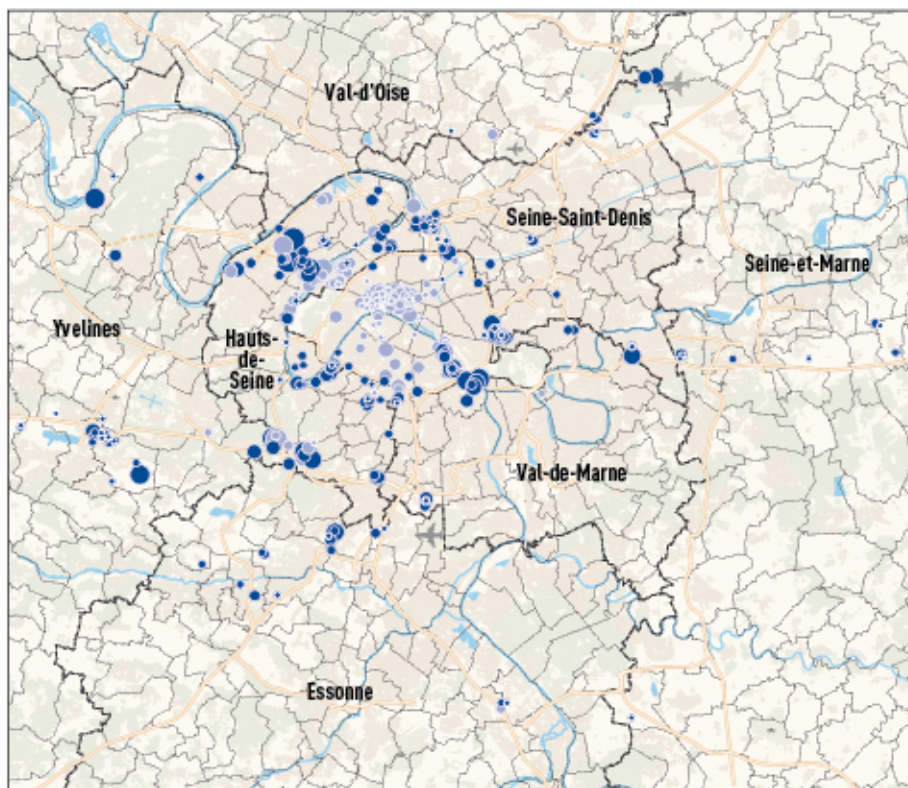 Val-d'Oise
Seine-Saint-Denis
Seine-et-Marne
Yvelines
Hauts-
de-
Seine
Val-de-Marne
Essonne